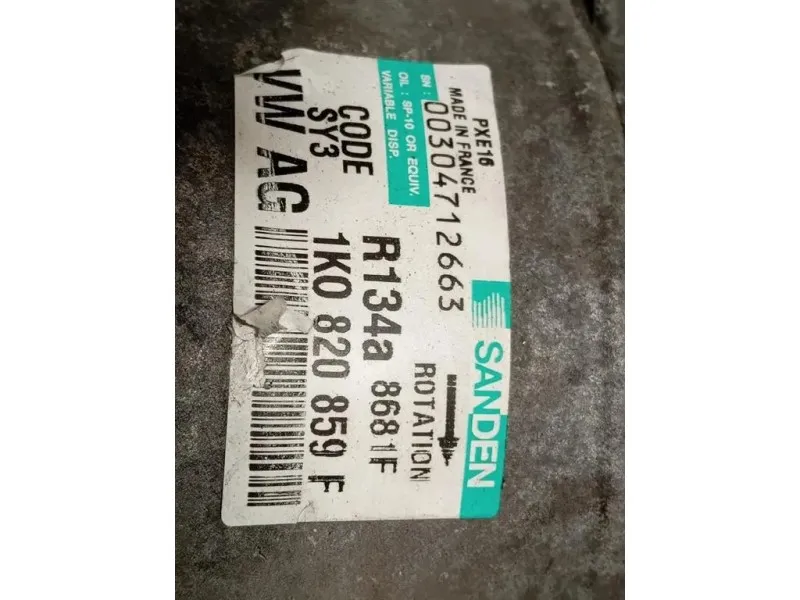 SANDEN
PXE16
MADE IN FRANCE
SN: 00304712663
ROTATION
OIL : SP-10 OR EQUIV.
VARIABLE DISP.
R134a 8681F
CODE
SY3
1K0 820 859 F
VW AG